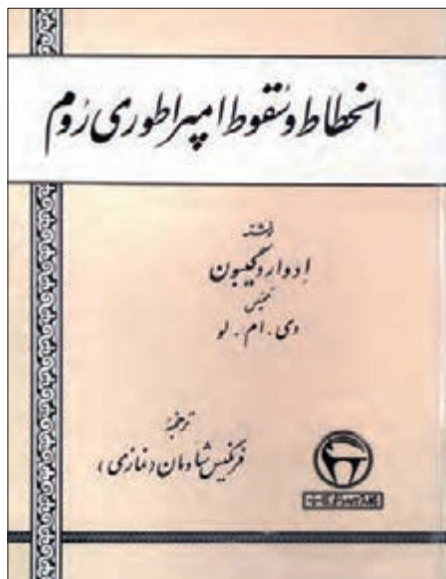 انحطاط و سقوط امپراطوری روم
نوشتهٔ
ادوارد گیبون
تلخیص
دی. ام. لو
ترجمهٔ
فرنگیس شادمان (نمازی)